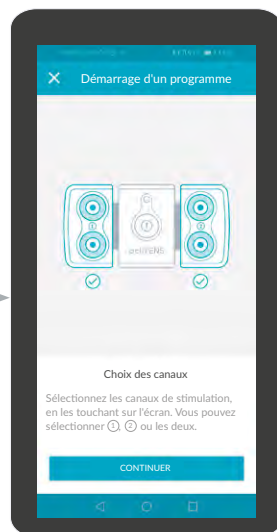 Démarrage d'un programme
Choix des canaux
Sélectionnez les canaux de stimulation,
en les touchant sur l'écran. Vous pouvez
sélectionner ①, ② ou les deux.
CONTINUER